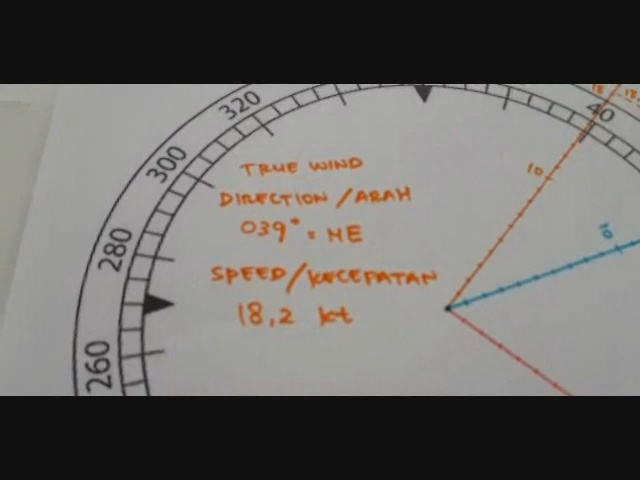 320
40
300
280
260
TRUE WIND
DIRECTION / ARAH
039° = NE
SPEED/KECEPATAN
18,2 kt
10
10